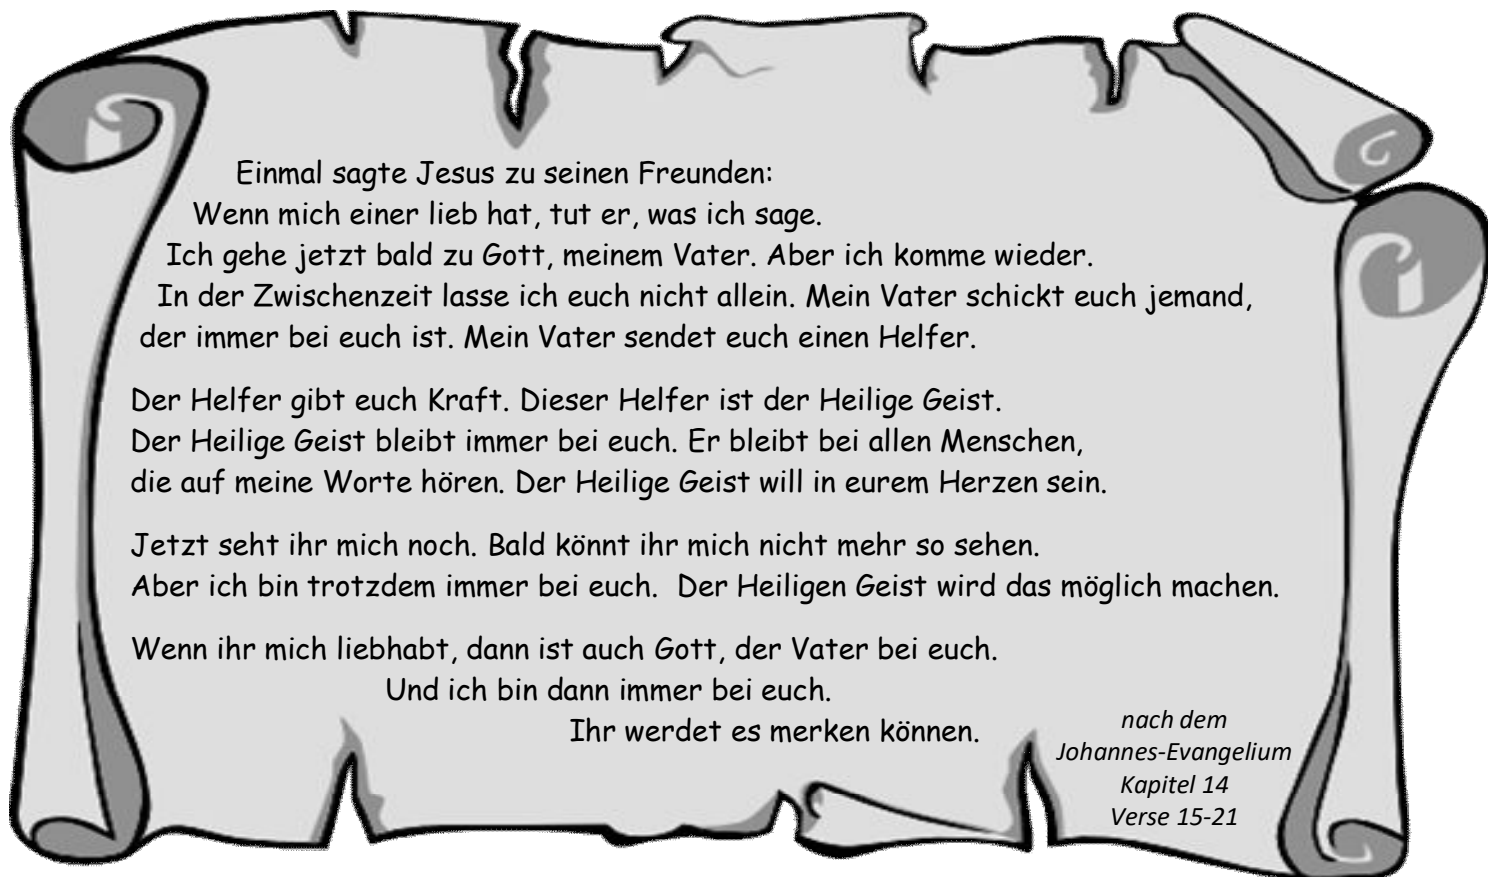 Einmal sagte Jesus zu seinen Freunden:
Wenn mich einer lieb hat, tut er, was ich sage.
Ich gehe jetzt bald zu Gott, meinem Vater. Aber ich komme wieder.
In der Zwischenzeit lasse ich euch nicht allein. Mein Vater schickt euch jemand,
der immer bei euch ist. Mein Vater sendet euch einen Helfer.
Der Helfer gibt euch Kraft. Dieser Helfer ist der Heilige Geist.
Der Heilige Geist bleibt immer bei euch. Er bleibt bei allen Menschen,
die auf meine Worte hören. Der Heilige Geist will in eurem Herzen sein.
Jetzt seht ihr mich noch. Bald könnt ihr mich nicht mehr so sehen.
Aber ich bin trotzdem immer bei euch.  Der Heiligen Geist wird das möglich machen.
Wenn ihr mich liebhabt, dann ist auch Gott, der Vater bei euch.
Und ich bin dann immer bei euch.
Ihr werdet es merken können.
nach dem
Johannes-Evangelium
Kapitel 14
Verse 15-21